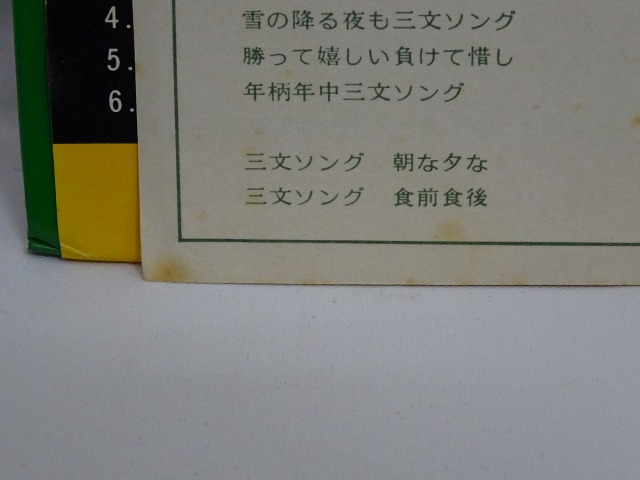 4.
5.
6.
雪の降る夜も三文ソング
勝って嬉しい負けて惜し
年柄年中三文ソング
三文ソング 朝な夕な
三文ソング 食前食後